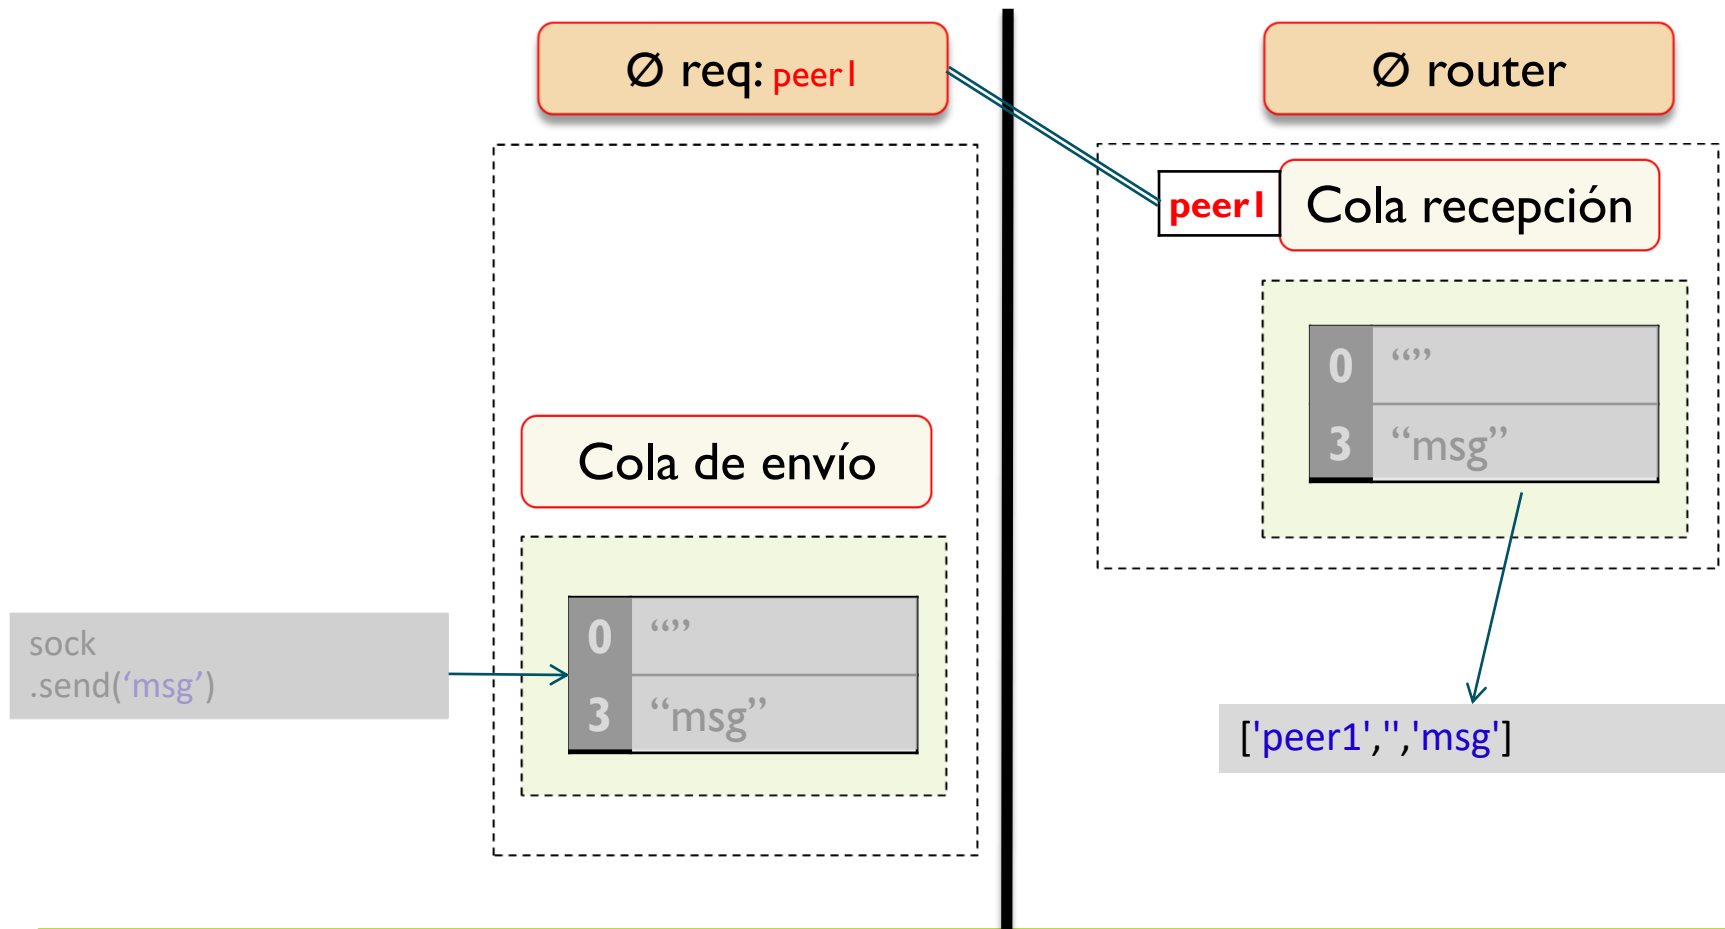 Ø req: peer1
Ø router
peer1
Cola recepción
0 “”
3 “msg”
Cola de envío
0 “”
3 “msg”
sock
.send(‘msg’)
['peer1','','msg']